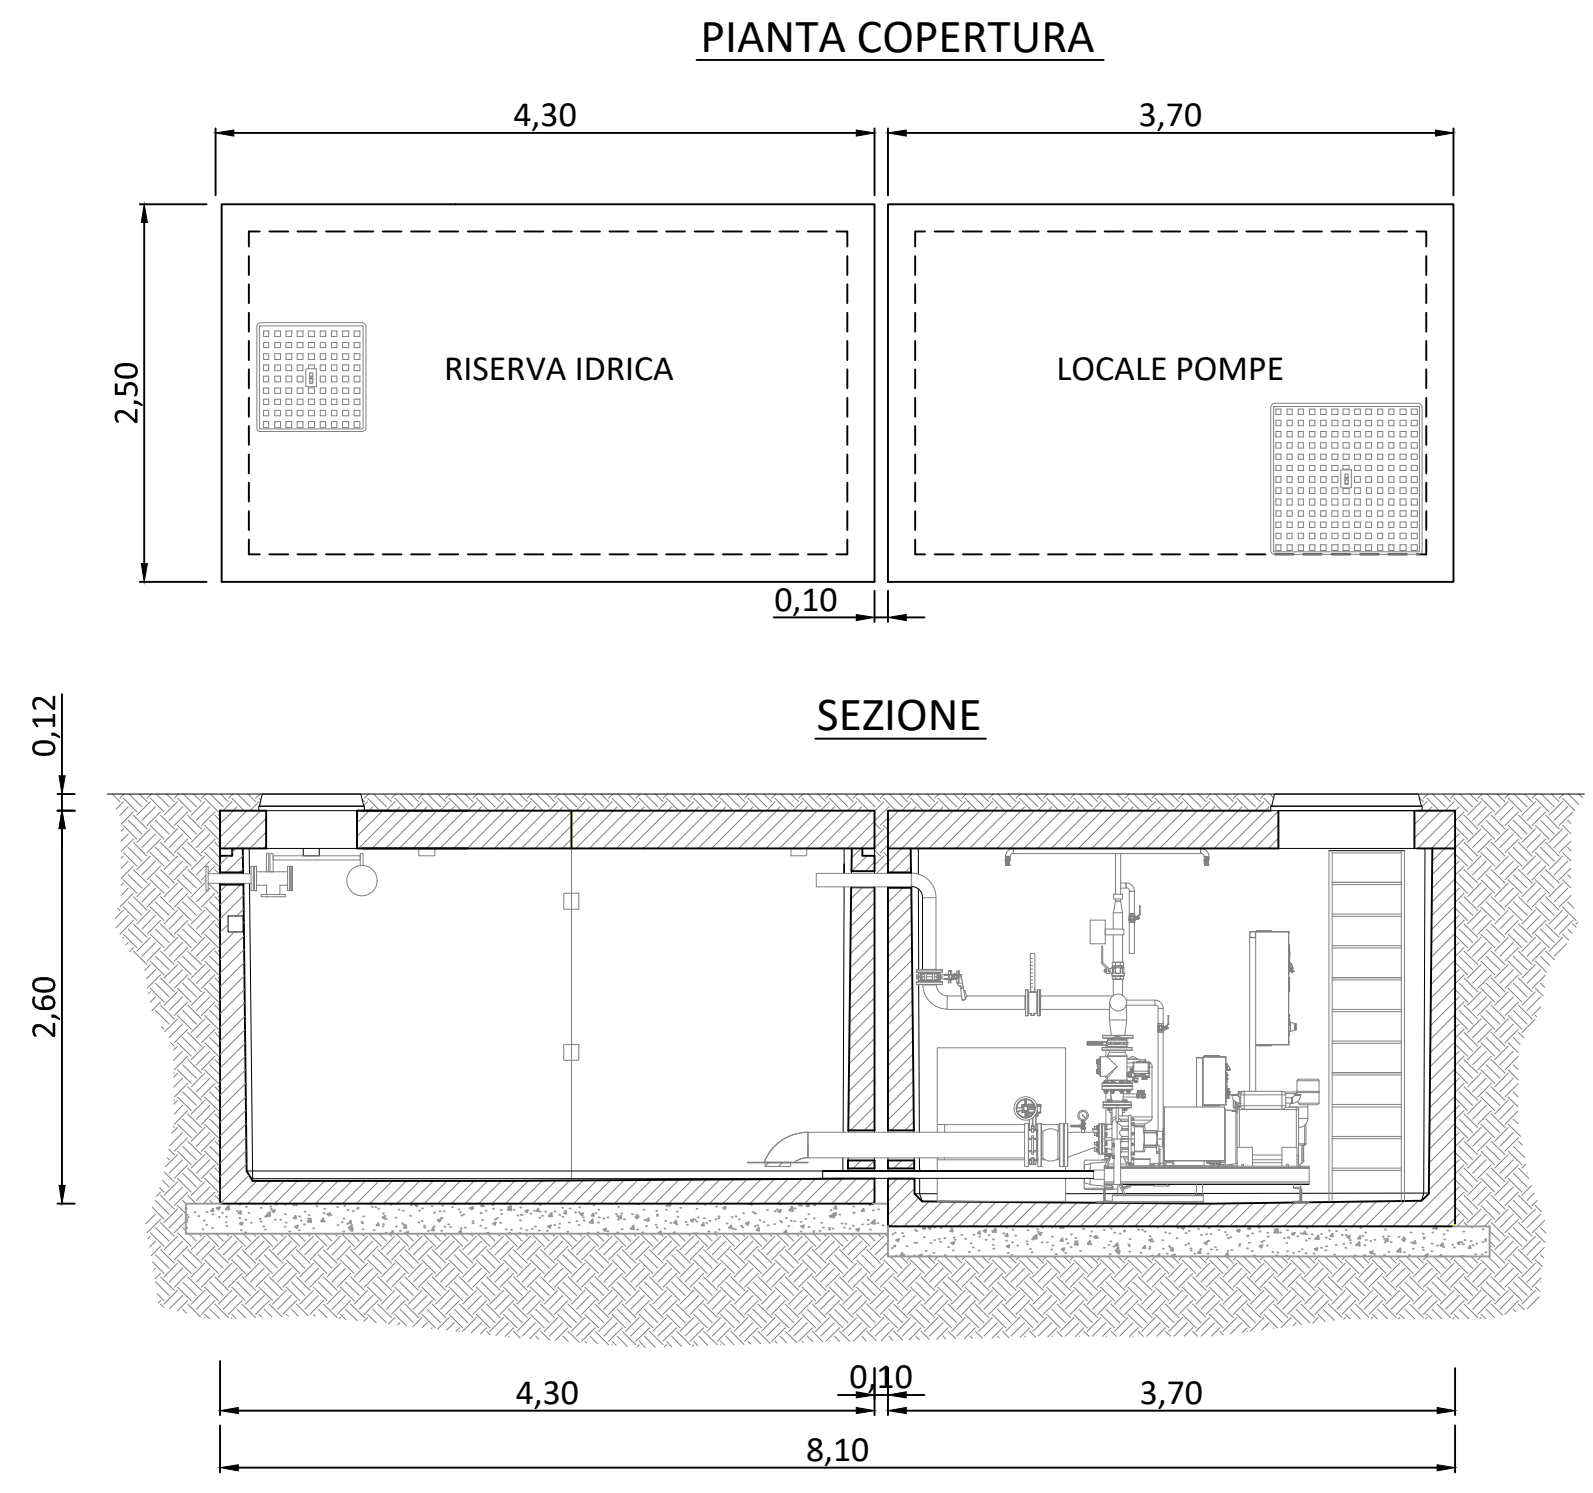 PIANTA COPERTURA
4,30
3,70
2,50
RISERVA IDRICA
LOCALE POMPE
0,10
0,12
SEZIONE
2,60
4,30
0,10
3,70
8,10